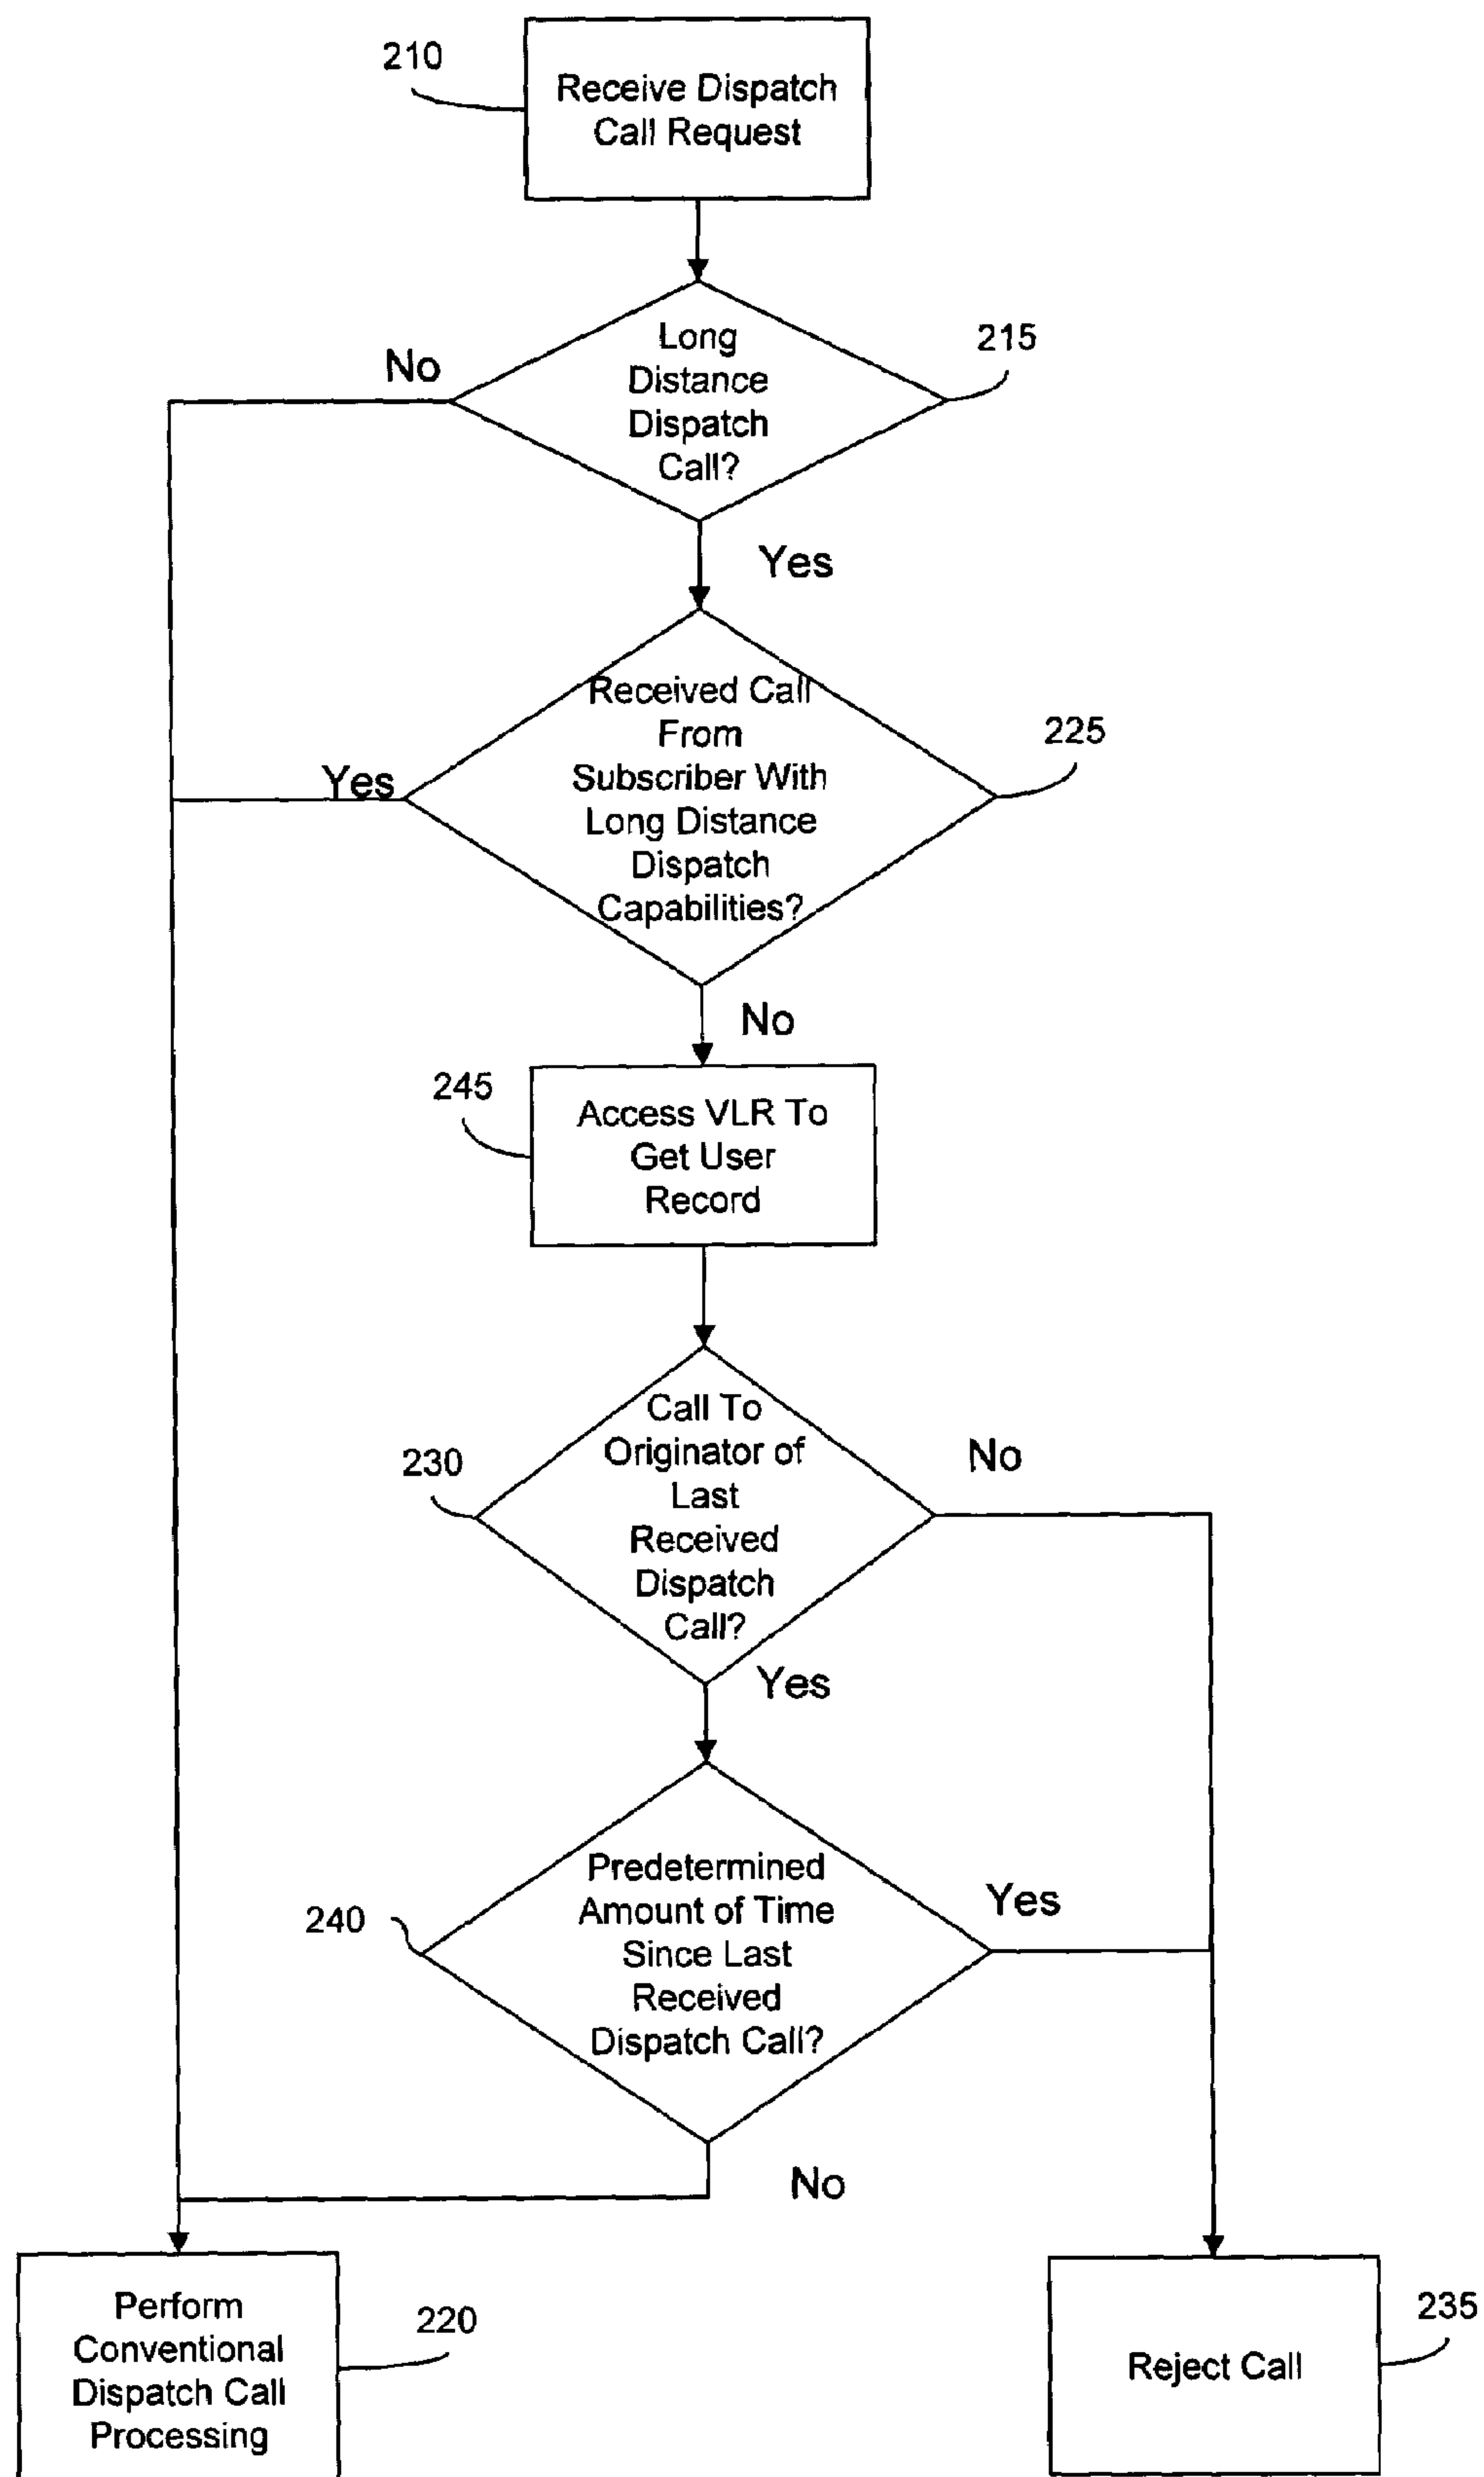 210
Receive Dispatch
Call Request
Long
Distance
Dispatch
Call?
215
No
Yes
Received Call
From
Subscriber With
Long Distance
Dispatch
Capabilities?
225
Yes
No
245
Access VLR To
Get User
Record
Call To
Originator of
Last
Received
Dispatch
Call?
230
No
Yes
Predetermined
Amount of Time
Since Last
Received
Dispatch Call?
240
Yes
No
Perform
Conventional
Dispatch Call
Processing
220
Reject Call
235